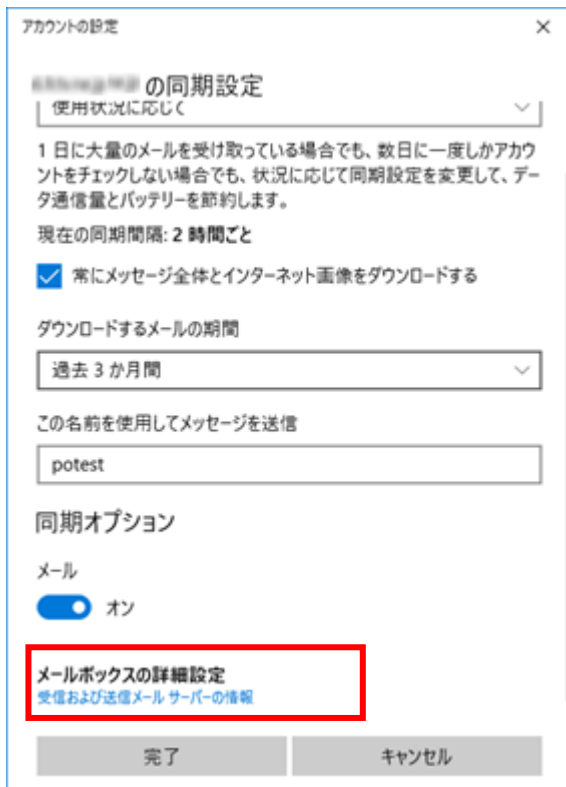 アカウントの設定
の同期設定
使用状況に応じて
1 日に大量のメールを受け取っている場合でも、数日に一度しかアカウ
ントをチェックしない場合でも、状況に応じて同期設定を変更して、デー
タ通信量とバッテリーを節約します。
現在の同期間隔: 2 時間ごと
常にメッセージ全体とインターネット画像をダウンロードする
ダウンロードするメールの期間
過去 3 か月間
この名前を使用してメッセージを送信
potest
同期オプション
メール
オン
メールボックスの詳細設定
受信および送信メール サーバーの情報
完了
キャンセル